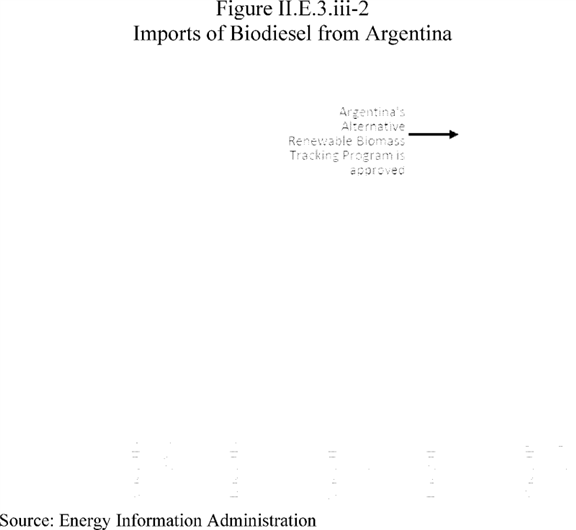 Figure II.E.3.iii-2
Imports of Biodiesel from Argentina
Argentina's
Alternative
Renewable Biomass
Tracking Program is
approved
Source: Energy Information Administration